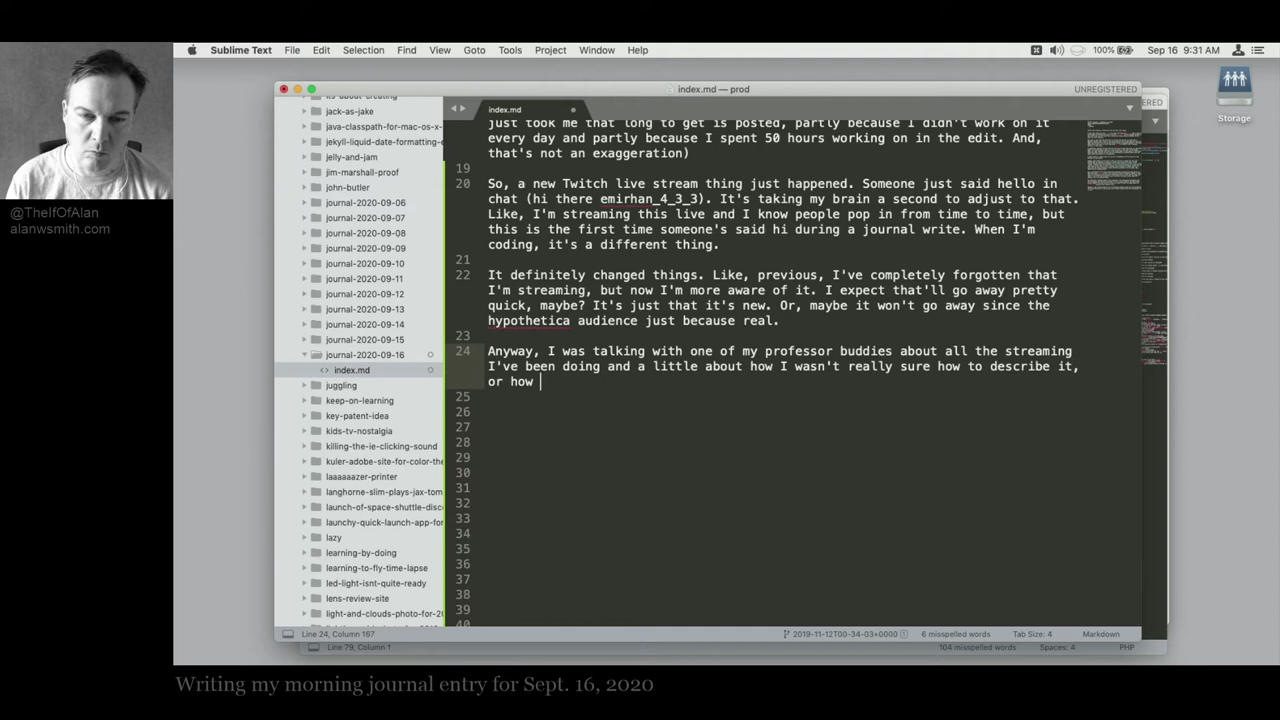 Sublime Text File Edit Selection Find View Goto Tools Project Window Help 100% Sep 16 9:31 AM
@TheIfOfAlan
alanwsmith.com
index.md — prod UNREGISTERED
ERED
Storage
index.md
its-about-creating
jack-as-jake
java-classpath-for-mac-os-x-
jekyll-liquid-date-formatting-e
jelly-and-jam
jim-marshall-proof
john-butler
journal-2020-09-06
journal-2020-09-07
journal-2020-09-08
journal-2020-09-09
journal-2020-09-10
journal-2020-09-11
journal-2020-09-12
journal-2020-09-13
journal-2020-09-14
journal-2020-09-15
journal-2020-09-16
<> index.md
juggling
keep-on-learning
key-patent-idea
kids-tv-nostalgia
killing-the-ie-clicking-sound
kuler-adobe-site-for-color-the
laaaaaazer-printer
langhorne-slim-plays-jax-tom
launch-of-space-shuttle-disc
launchy-quick-launch-app-for
lazy
learning-by-doing
learning-to-fly-time-lapse
led-light-isnt-quite-ready
lens-review-site
light-and-clouds-photo-for-20
just took me that long to get is posted, partly because I didn't work on it
every day and partly because I spent 50 hours working on in the edit. And,
that's not an exaggeration)
19
20 So, a new Twitch live stream thing just happened. Someone just said hello in
chat (hi there emirhan_4_3_3). It's taking my brain a second to adjust to that.
Like, I'm streaming this live and I know people pop in from time to time, but
this is the first time someone's said hi during a journal write. When I'm
coding, it's a different thing.
21
22 It definitely changed things. Like, previous, I've completely forgotten that
I'm streaming, but now I'm more aware of it. I expect that'll go away pretty
quick, maybe? It's just that it's new. Or, maybe it won't go away since the
hypothetica audience just because real.
23
24 Anyway, I was talking with one of my professor buddies about all the streaming
I've been doing and a little about how I wasn't really sure how to describe it,
or how
25
26
27
28
29
30
31
32
33
34
35
36
37
38
39
40
Line 24, Column 167 2019-11-12T00-34-03+0000 1 6 misspelled words Tab Size: 4 Markdown
Line 79, Column 1 104 misspelled words Spaces: 4 PHP
Writing my morning journal entry for Sept. 16, 2020